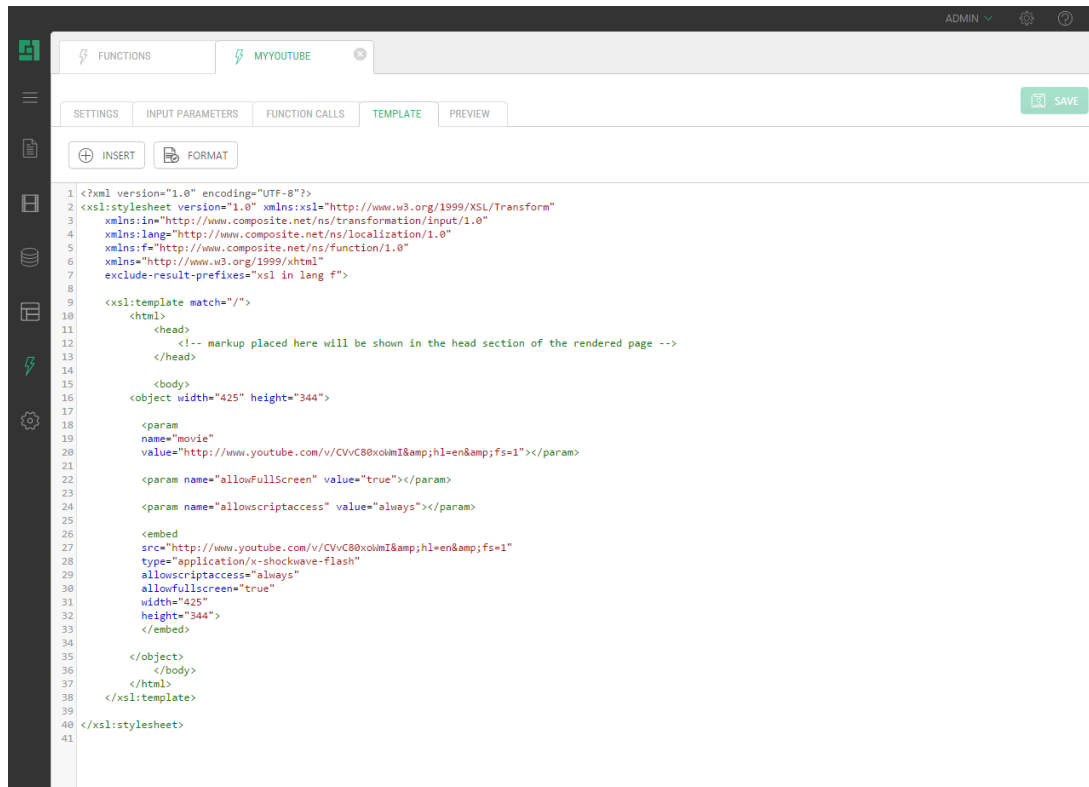 ADMIN
FUNCTIONS
MYYOUTUBE
SETTINGS
INPUT PARAMETERS
FUNCTION CALLS
TEMPLATE
PREVIEW
SAVE
INSERT
FORMAT
1 <?xml version="1.0" encoding="UTF-8"?>
2 <xsl:stylesheet version="1.0" xmlns:xsl="http://www.w3.org/1999/XSL/Transform"
3 xmlns:in="http://www.composite.net/ns/transformation/input/1.0"
4 xmlns:lang="http://www.composite.net/ns/localization/1.0"
5 xmlns:f="http://www.composite.net/ns/function/1.0"
6 xmlns="http://www.w3.org/1999/xhtml"
7 exclude-result-prefixes="xsl in lang f">
8
9 <xsl:template match="/">
10 <html>
11 <head>
12 <!-- markup placed here will be shown in the head section of the rendered page -->
13 </head>
14
15 <body>
16 <object width="425" height="344">
17
18 <param
19 name="movie"
20 value="http://www.youtube.com/v/CVvC80xoWmI&amp;hl=en&amp;fs=1"></param>
21
22 <param name="allowFullScreen" value="true"></param>
23
24 <param name="allowscriptaccess" value="always"></param>
25
26 <embed
27 src="http://www.youtube.com/v/CVvC80xoWmI&amp;hl=en&amp;fs=1"
28 type="application/x-shockwave-flash"
29 allowscriptaccess="always"
30 allowfullscreen="true"
31 width="425"
32 height="344">
33 </embed>
34
35 </object>
36 </body>
37 </html>
38 </xsl:template>
39
40 </xsl:stylesheet>
41